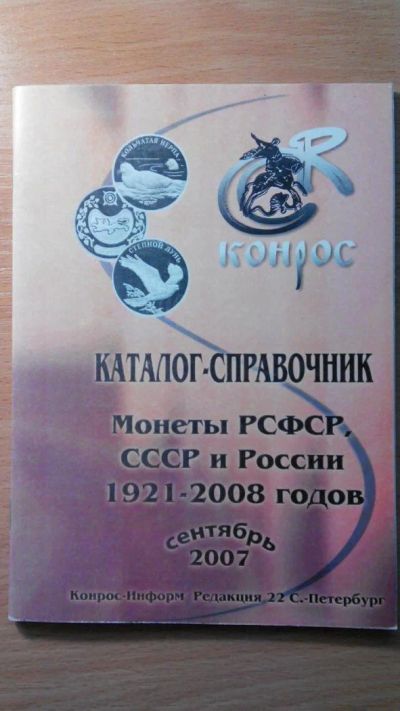 КОЛЬЧАТАЯ НЕРПА
СТЕПНОЙ ЛУНЬ
R
КОНРОС
КАТАЛОГ-СПРАВОЧНИК
Монеты РСФСР,
СССР и России
1921-2008 годов
сентябрь
2007
Конрос-Информ Редакция 22 С.-Петербург